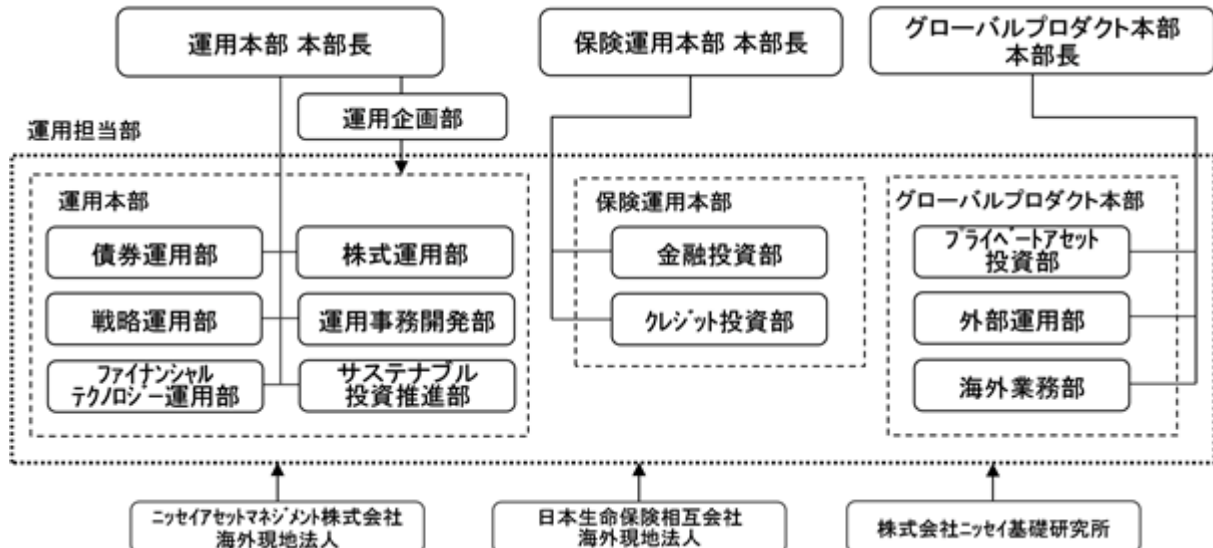 運用本部 本部長
保険運用本部 本部長
グローバルプロダクト本部
本部長
運用企画部
運用担当部
運用本部
保険運用本部
グローバルプロダクト本部
債券運用部
株式運用部
金融投資部
プライベートアセット
投資部
戦略運用部
運用事務開発部
クレジット投資部
外部運用部
ファイナンシャル
テクノロジー運用部
サステナブル
投資推進部
海外業務部
ニッセイアセットマネジメント株式会社
海外現地法人
日本生命保険相互会社
海外現地法人
株式会社ニッセイ基礎研究所